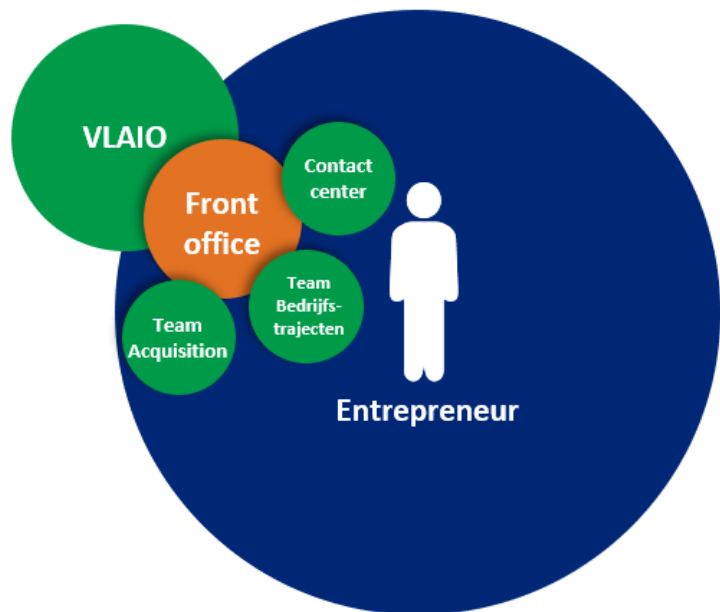 VLAIO
Front
office
Contact
center
Team
Bedrijfs-
trajecten
Team
Acquisition
Entrepreneur